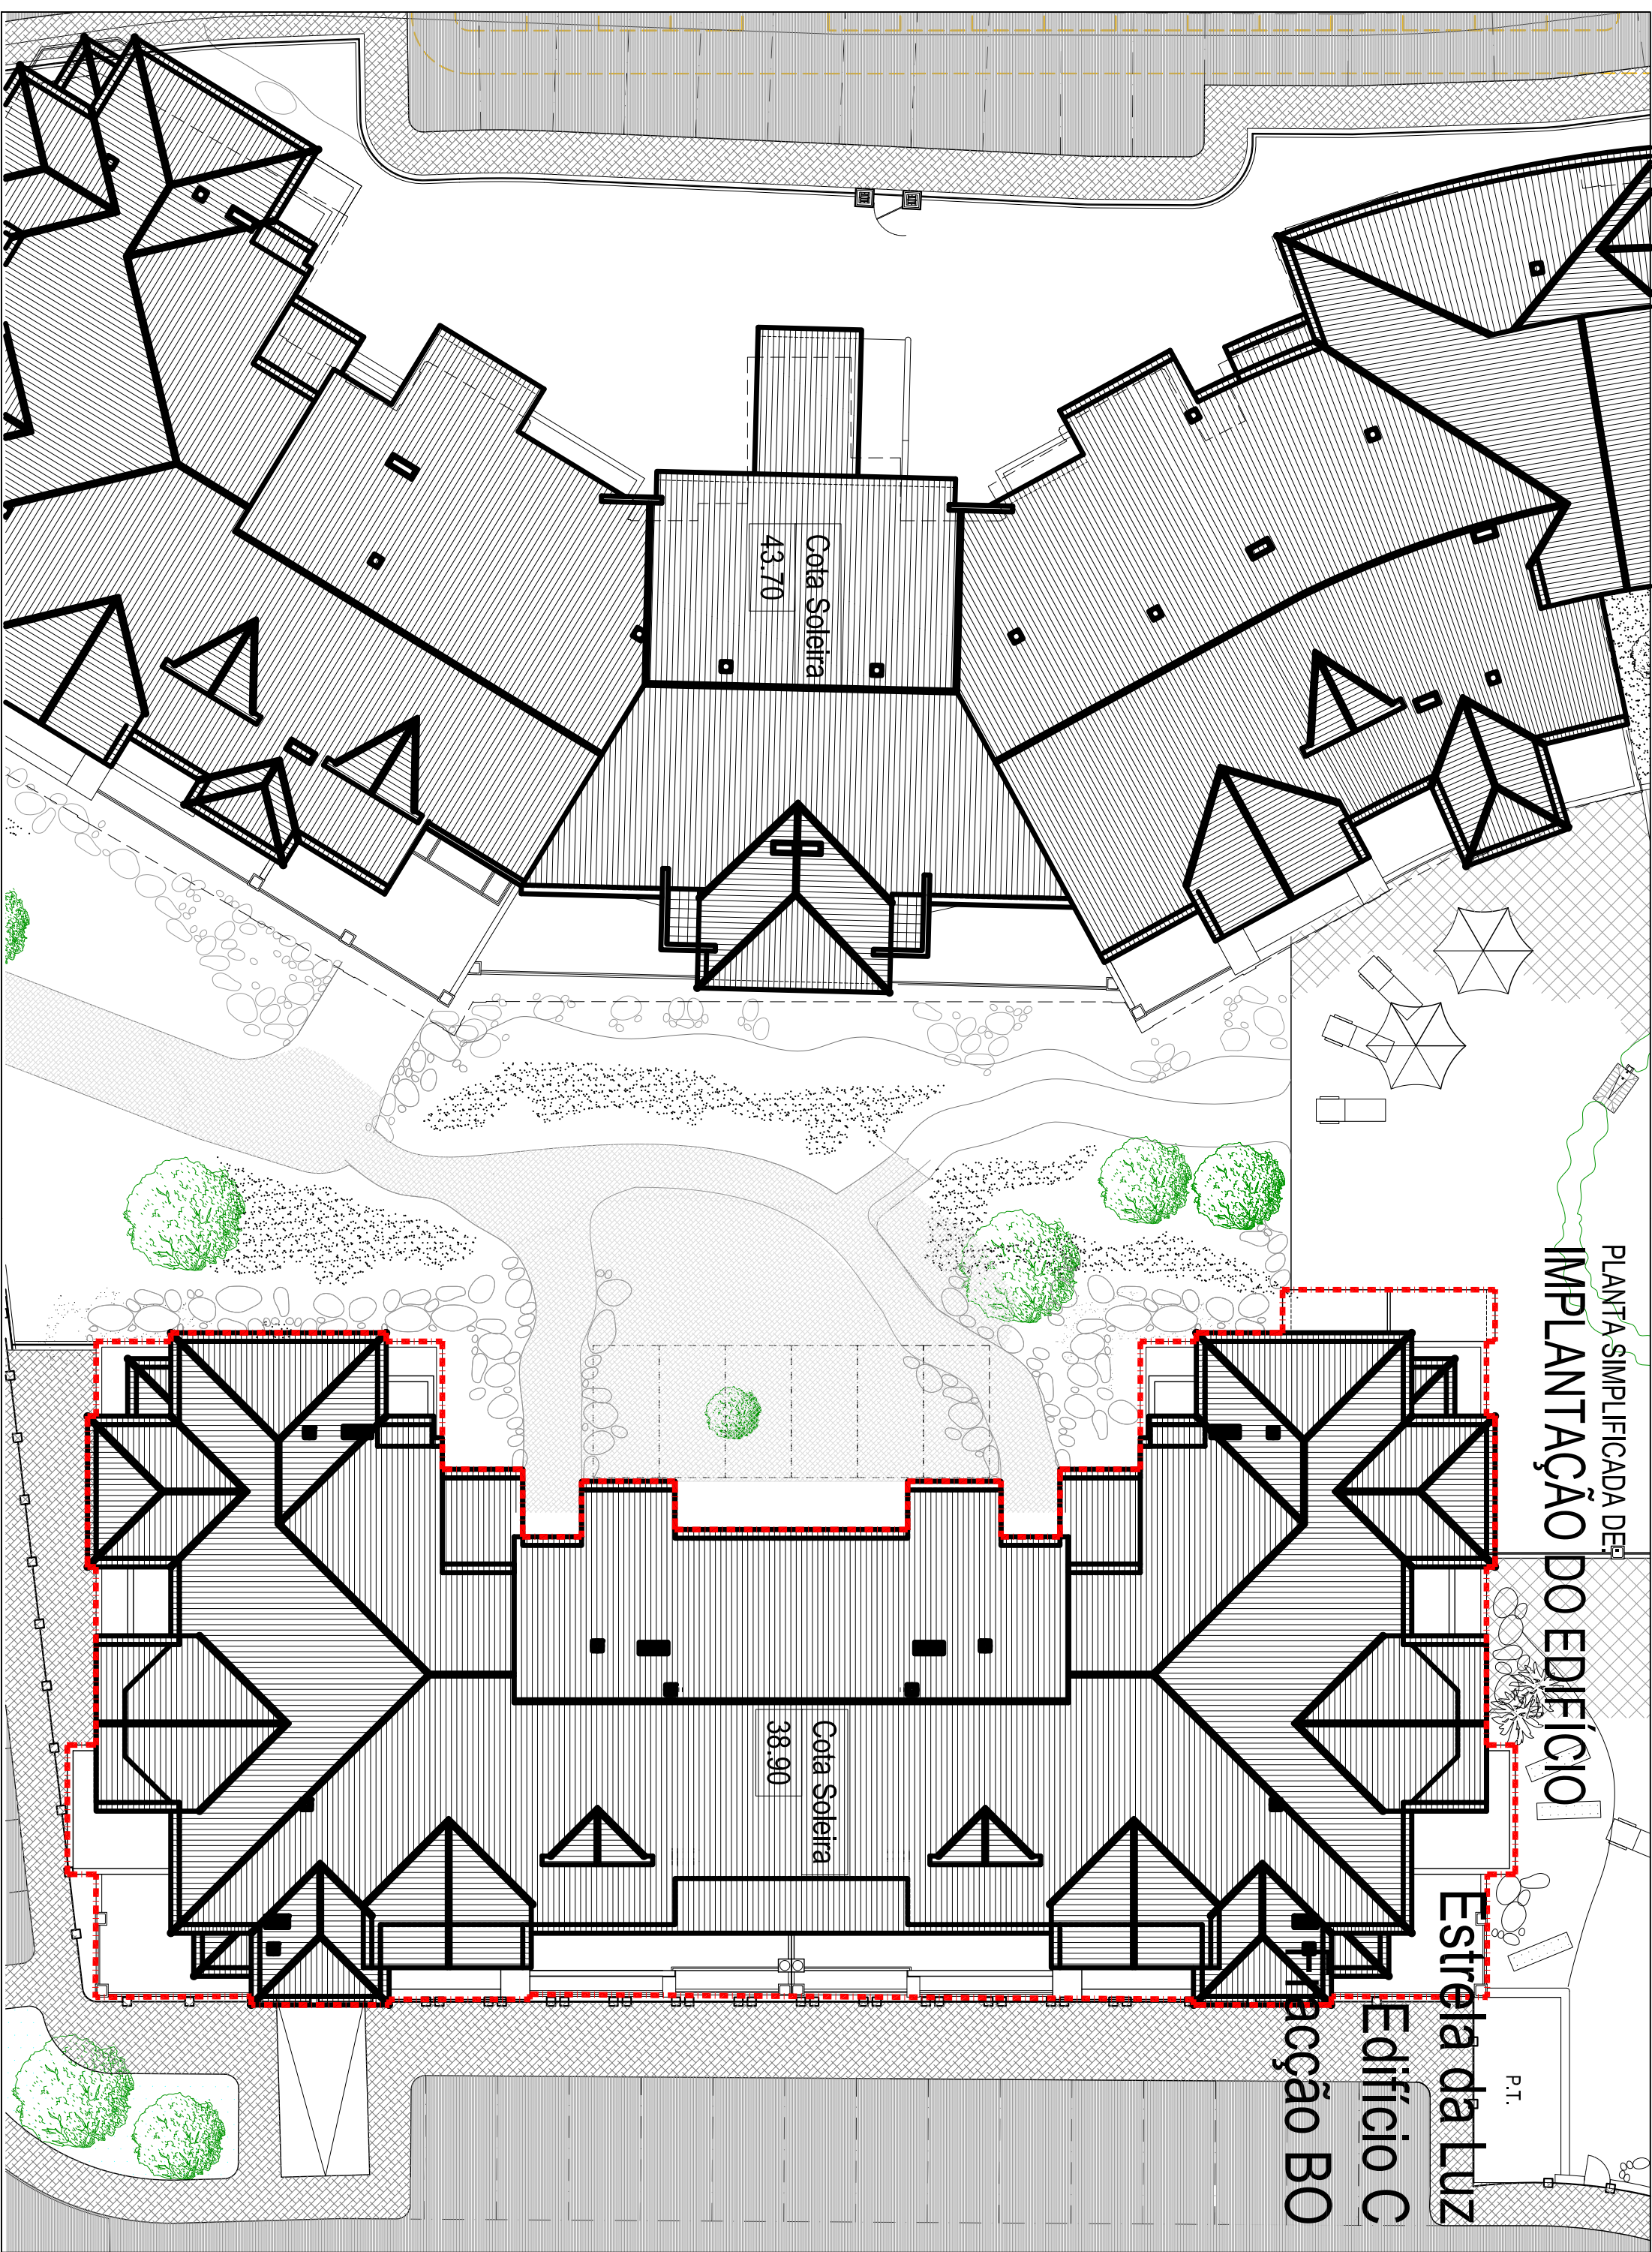 PLANTA SIMPLIFICADA DE:
IMPLANTAÇÃO DO EDIFÍCIO
Estrela da Luz
Edifício C
Fracção BO
Cota Soleira
43.70
Cota Soleira
38.90
P.T.